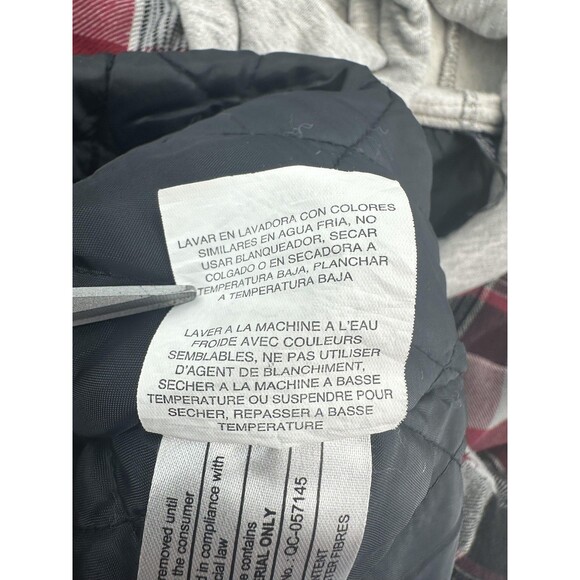 LAVAR EN LAVADORA CON COLORES
SIMILARES EN AGUA FRIA, NO
USAR BLANQUEADOR, SECAR
COLGADO O EN SECADORA A
TEMPERATURA BAJA, PLANCHAR
A TEMPERATURA BAJA
LAVER A LA MACHINE A L'EAU
FROIDE AVEC COULEURS
SEMBLABLES, NE PAS UTILISER
D'AGENT DE BLANCHIMENT,
SECHER A LA MACHINE A BASSE
TEMPERATURE OU SUSPENDRE POUR
SECHER, REPASSER A BASSE
TEMPERATURE
removed until
the consumer
d in compliance with
cial law
e contains
ERIAL ONLY
No.: QC-057145
NTENT
TER FIBRES